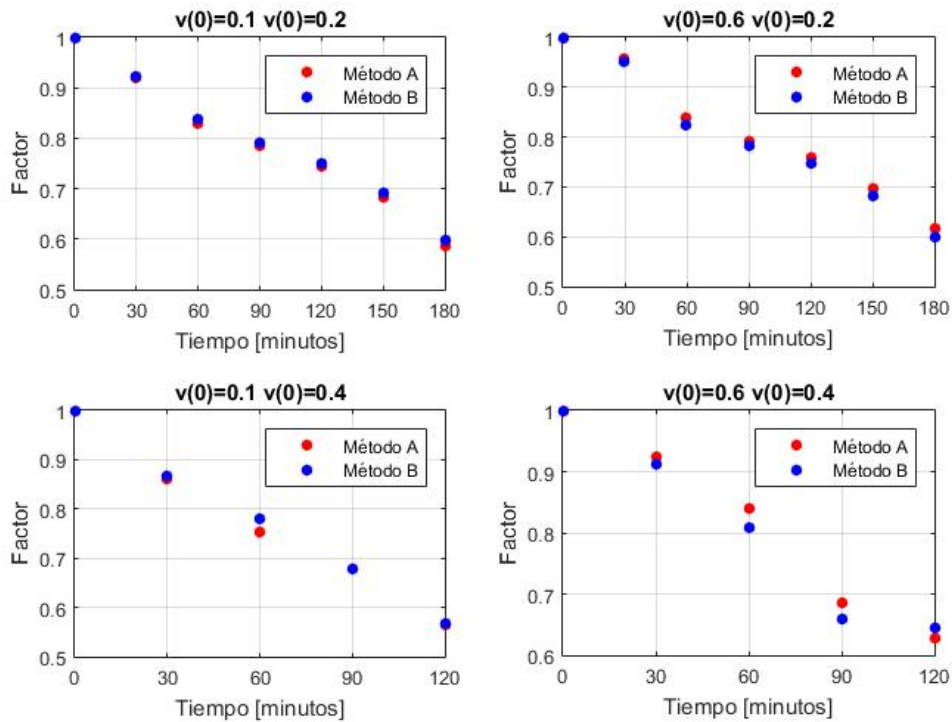 v(0)=0.1 v(0)=0.2
1
0.9
0.8
0.7
0.6
0.5
Factor
Método A
Método B
0 30 60 90 120 150 180
Tiempo [minutos]
v(0)=0.6 v(0)=0.2
1
0.9
0.8
0.7
0.6
0.5
Factor
Método A
Método B
0 30 60 90 120 150 180
Tiempo [minutos]
v(0)=0.1 v(0)=0.4
1
0.9
0.8
0.7
0.6
0.5
Factor
Método A
Método B
0 30 60 90 120
Tiempo [minutos]
v(0)=0.6 v(0)=0.4
1
0.9
0.8
0.7
0.6
Factor
Método A
Método B
0 30 60 90 120
Tiempo [minutos]